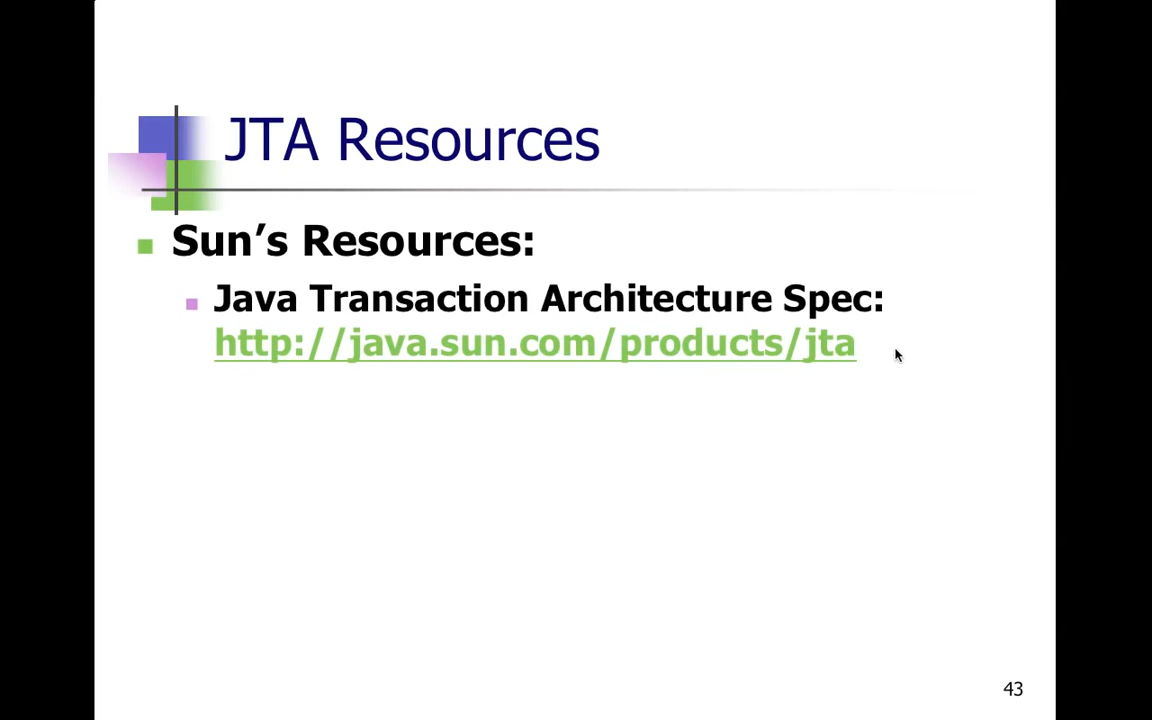 JTA Resources
Sun’s Resources:
Java Transaction Architecture Spec:
http://java.sun.com/products/jta
43